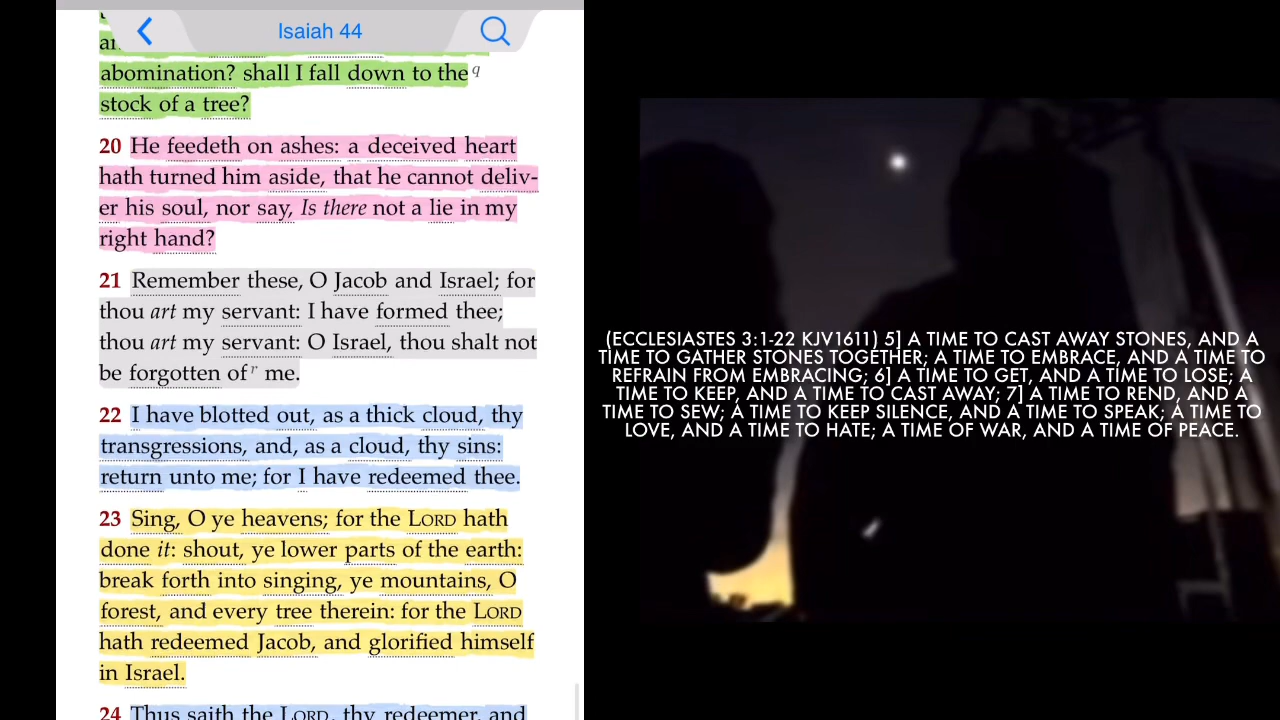 Isaiah 44
abomination? shall I fall down to the q
stock of a tree?
20 He feedeth on ashes: a deceived heart
hath turned him aside, that he cannot deliv-
er his soul, nor say, Is there not a lie in my
right hand?
21 Remember these, O Jacob and Israel; for
thou art my servant: I have formed thee;
thou art my servant: O Israel, thou shalt not
be forgotten of r me.
22 I have blotted out, as a thick cloud, thy
transgressions, and, as a cloud, thy sins:
return unto me; for I have redeemed thee.
23 Sing, O ye heavens; for the LORD hath
done it: shout, ye lower parts of the earth:
break forth into singing, ye mountains, O
forest, and every tree therein: for the LORD
hath redeemed Jacob, and glorified himself
in Israel.
24 Thus saith the LORD, thy redeemer, and
(ECCLESIASTES 3:1-22 KJV1611) 5] A TIME TO CAST AWAY STONES, AND A
TIME TO GATHER STONES TOGETHER; A TIME TO EMBRACE, AND A TIME TO
REFRAIN FROM EMBRACING; 6] A TIME TO GET, AND A TIME TO LOSE; A
TIME TO KEEP, AND A TIME TO CAST AWAY; 7] A TIME TO REND, AND A
TIME TO SEW; A TIME TO KEEP SILENCE, AND A TIME TO SPEAK; A TIME TO
LOVE, AND A TIME TO HATE; A TIME OF WAR, AND A TIME OF PEACE.